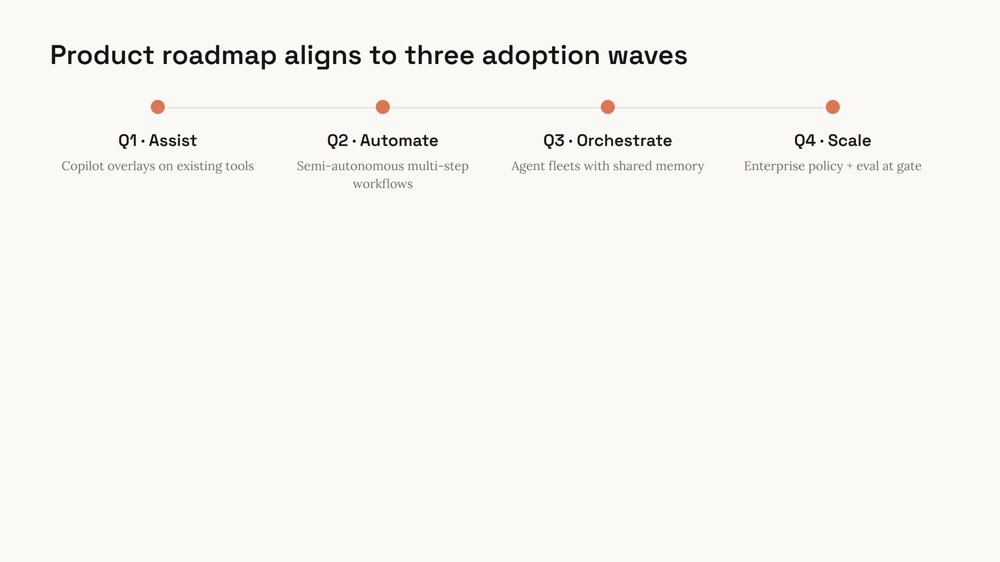 Product roadmap aligns to three adoption waves
Q1 · Assist
Copilot overlays on existing tools
Q2 · Automate
Semi-autonomous multi-step
workflows
Q3 · Orchestrate
Agent fleets with shared memory
Q4 · Scale
Enterprise policy + eval at gate